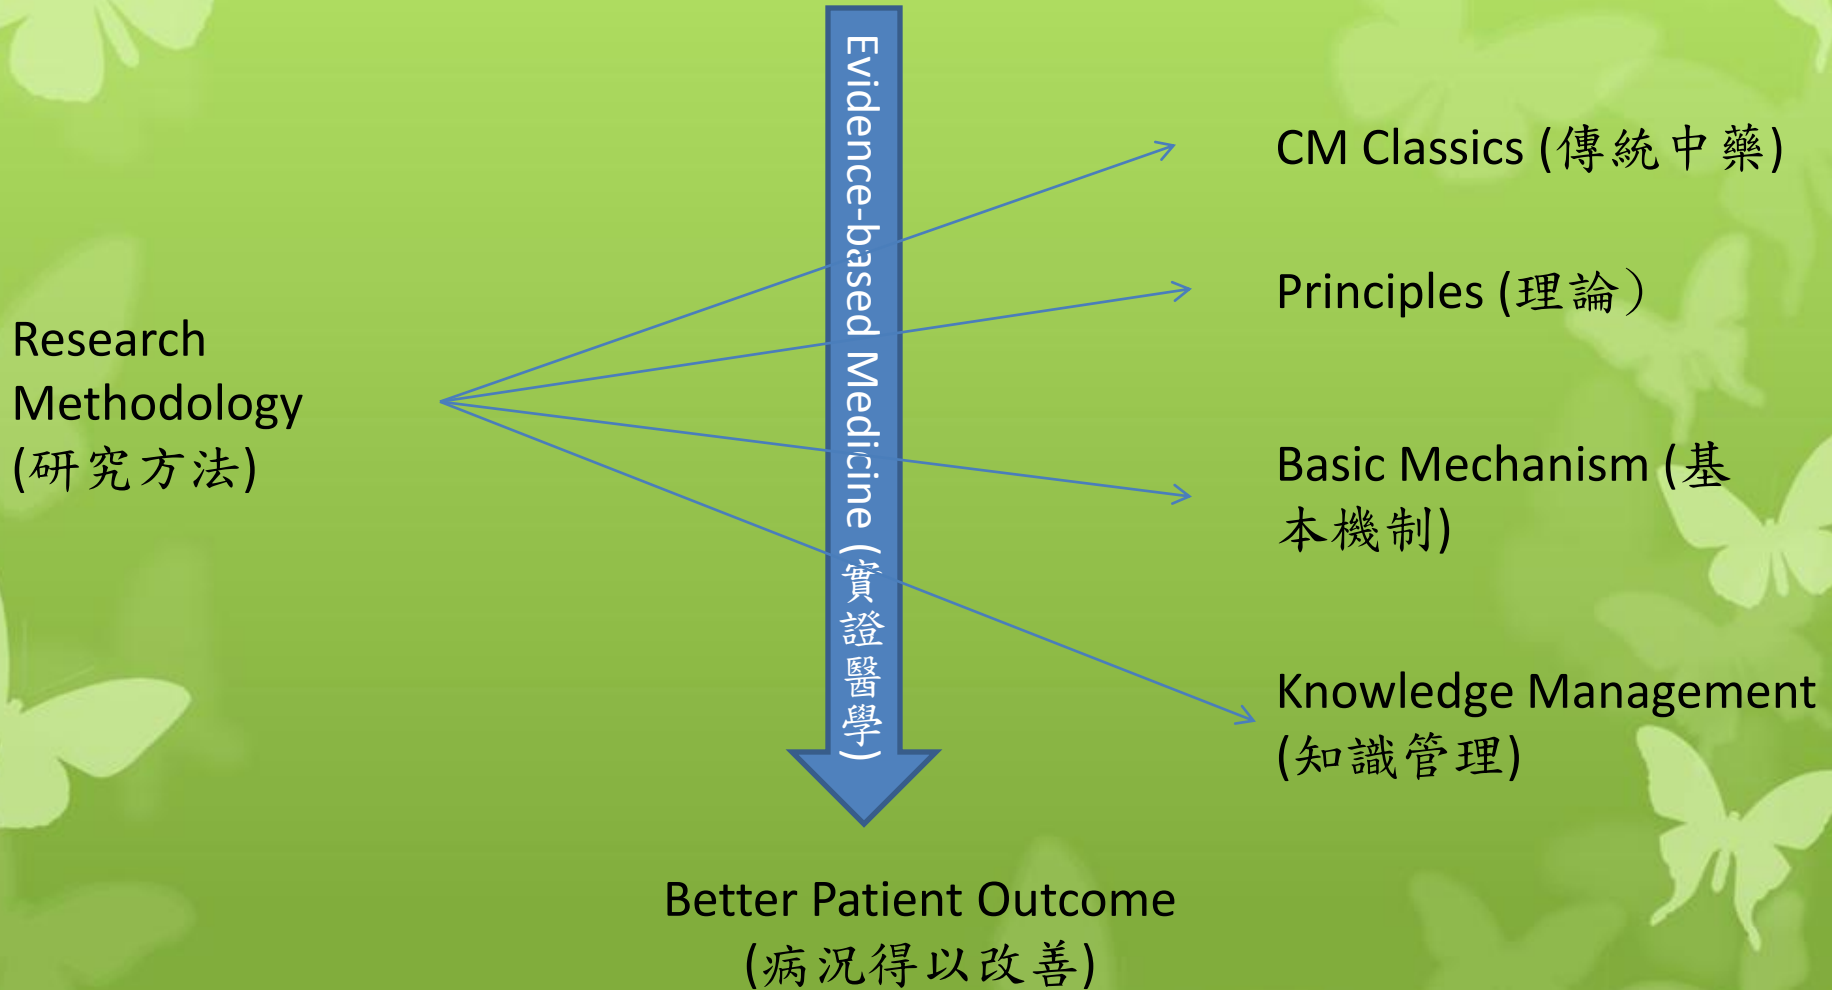 Research
Methodology
(研究方法)
Evidence-based Medicine (實證醫學)
CM Classics (傳統中藥)
Principles (理論）
Basic Mechanism (基
本機制)
Knowledge Management
(知識管理)
Better Patient Outcome
(病況得以改善)